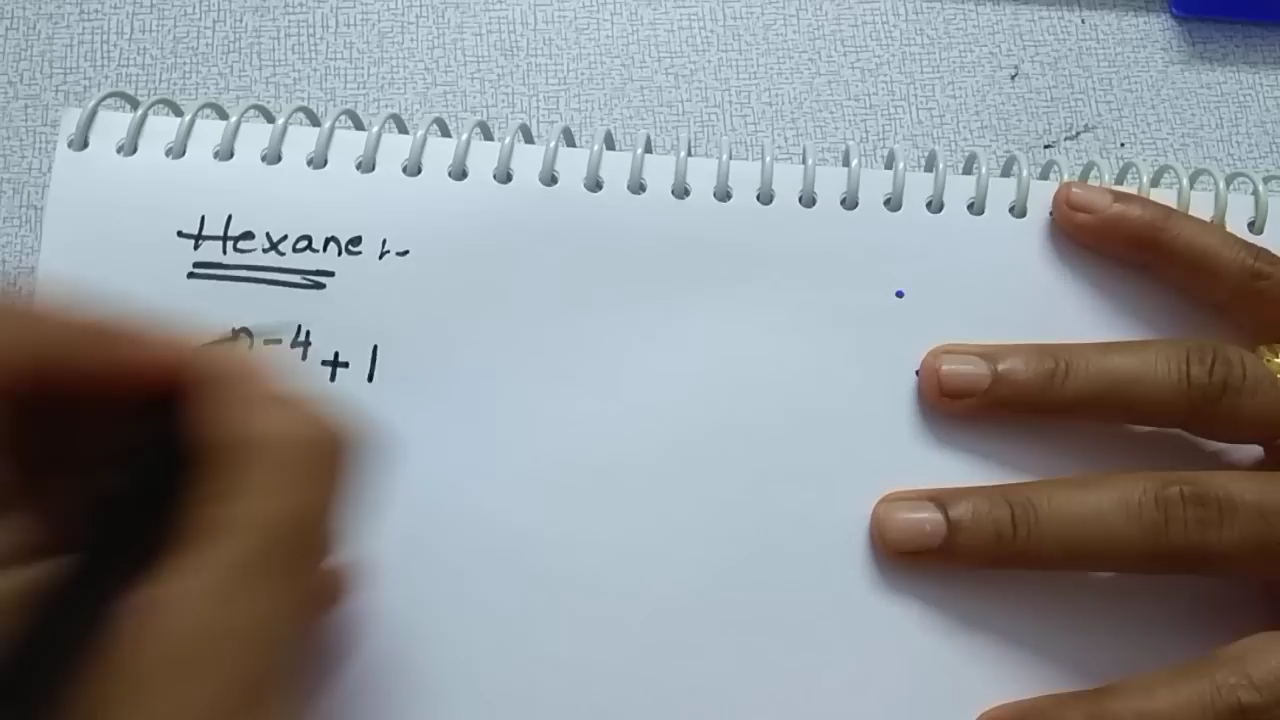 Hexane :-
n-4 + 1